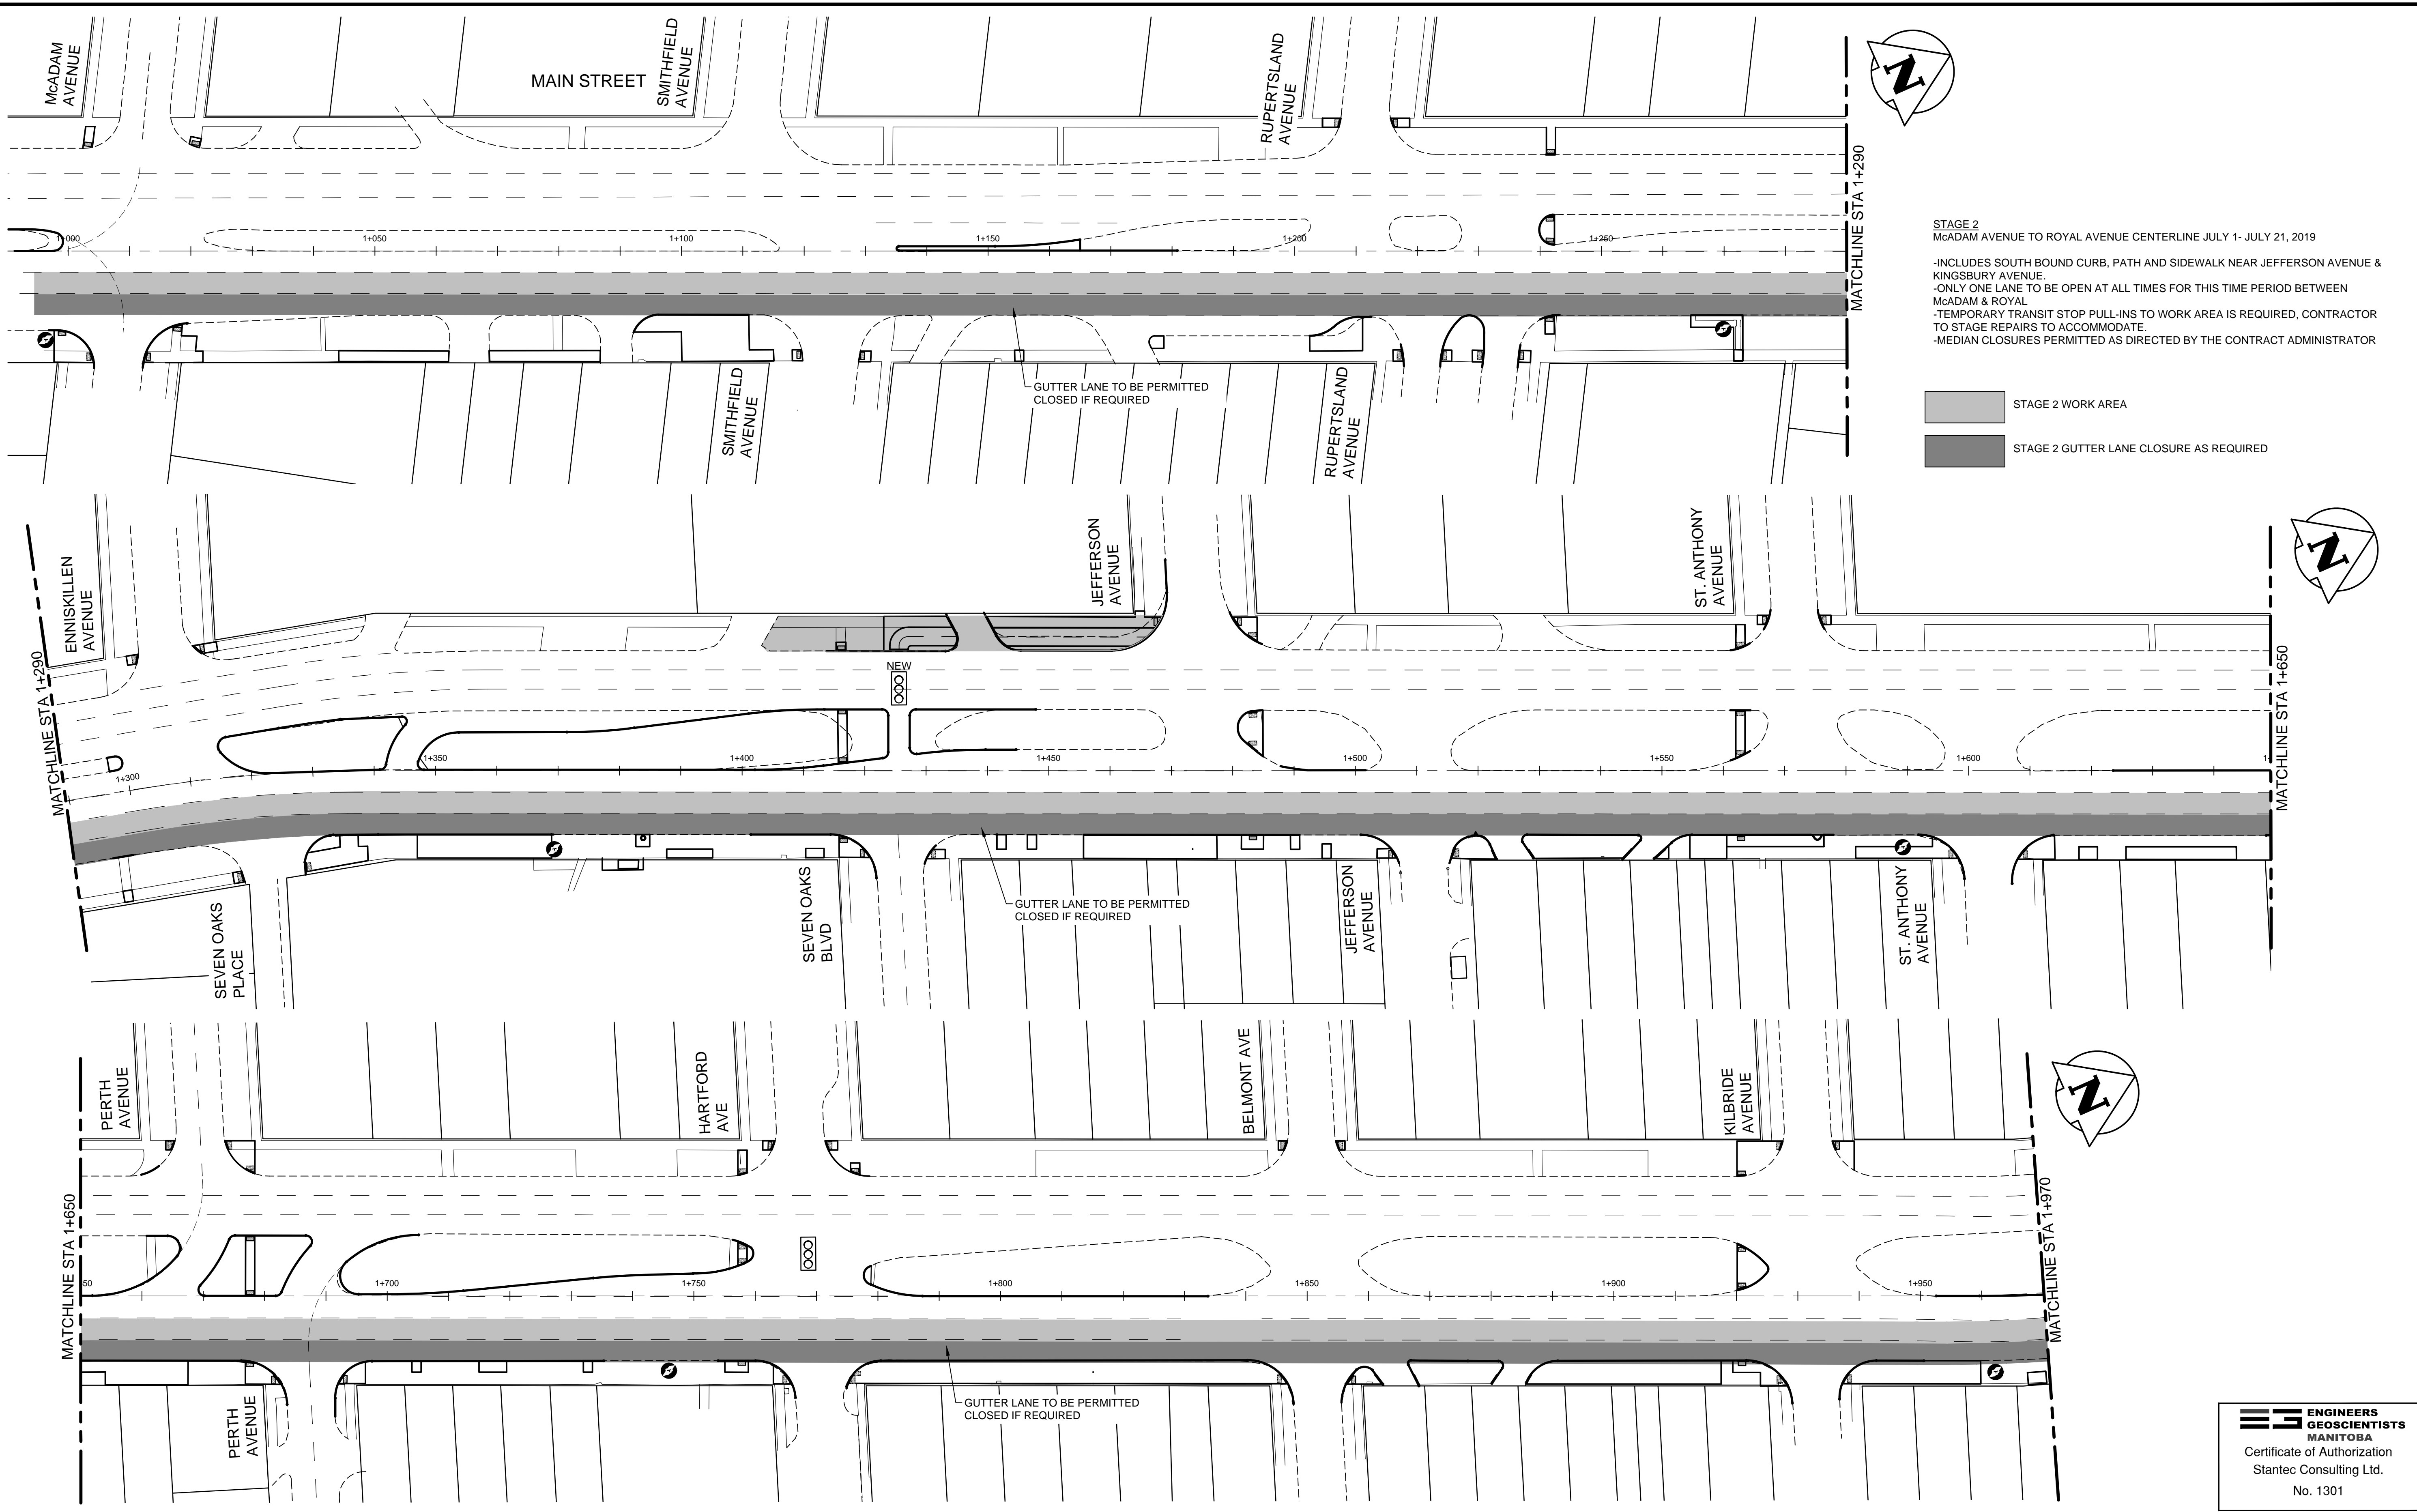 McADAM
AVENUE
MAIN STREET
SMITHFIELD
AVENUE
RUPERTSLAND
AVENUE
N
MATCHLINE STA 1+290
1+000
1+050
1+100
1+150
1+200
1+250
GUTTER LANE TO BE PERMITTED
CLOSED IF REQUIRED
SMITHFIELD
AVENUE
RUPERTSLAND
AVENUE
STAGE 2
McADAM AVENUE TO ROYAL AVENUE CENTERLINE JULY 1- JULY 21, 2019
-INCLUDES SOUTH BOUND CURB, PATH AND SIDEWALK NEAR JEFFERSON AVENUE &
KINGSBURY AVENUE.
-ONLY ONE LANE TO BE OPEN AT ALL TIMES FOR THIS TIME PERIOD BETWEEN
McADAM & ROYAL
-TEMPORARY TRANSIT STOP PULL-INS TO WORK AREA IS REQUIRED, CONTRACTOR
TO STAGE REPAIRS TO ACCOMMODATE.
-MEDIAN CLOSURES PERMITTED AS DIRECTED BY THE CONTRACT ADMINISTRATOR
STAGE 2 WORK AREA
STAGE 2 GUTTER LANE CLOSURE AS REQUIRED
MATCHLINE STA 1+290
ENNISKILLEN
AVENUE
JEFFERSON
AVENUE
ST. ANTHONY
AVENUE
N
NEW
MATCHLINE STA 1+650
1+300
1+350
1+400
1+450
1+500
1+550
1+600
1+
GUTTER LANE TO BE PERMITTED
CLOSED IF REQUIRED
SEVEN OAKS
PLACE
SEVEN OAKS
BLVD
JEFFERSON
AVENUE
ST. ANTHONY
AVENUE
MATCHLINE STA 1+650
PERTH
AVENUE
HARTFORD
AVE
BELMONT AVE
KILBRIDE
AVENUE
N
MATCHLINE STA 1+970
50
1+700
1+750
1+800
1+850
1+900
1+950
GUTTER LANE TO BE PERMITTED
CLOSED IF REQUIRED
PERTH
AVENUE
ENGINEERS
GEOSCIENTISTS
MANITOBA
Certificate of Authorization
Stantec Consulting Ltd.
No. 1301